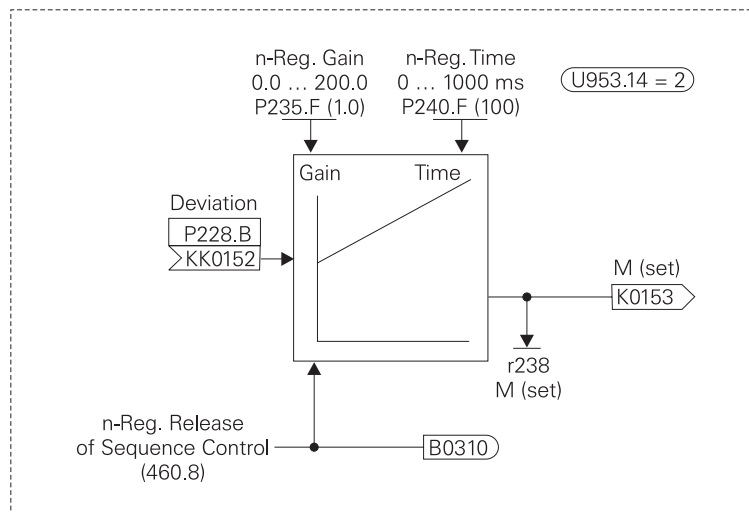 n-Reg. Gain
0.0 ... 200.0
P235.F (1.0)
n-Reg. Time
0 ... 1000 ms
P240.F (100)
U953.14 = 2
Gain
Time
Deviation
P228.B
KK0152
M (set)
K0153
r238
M (set)
n-Reg. Release
of Sequence Control
(460.8)
B0310